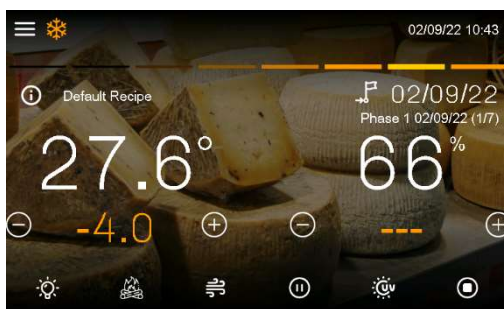 02/09/22 10:43
Default Recipe
02/09/22
Phase 1 02/09/22 (1/7)
27.6°
66%
-4.0
---
UV